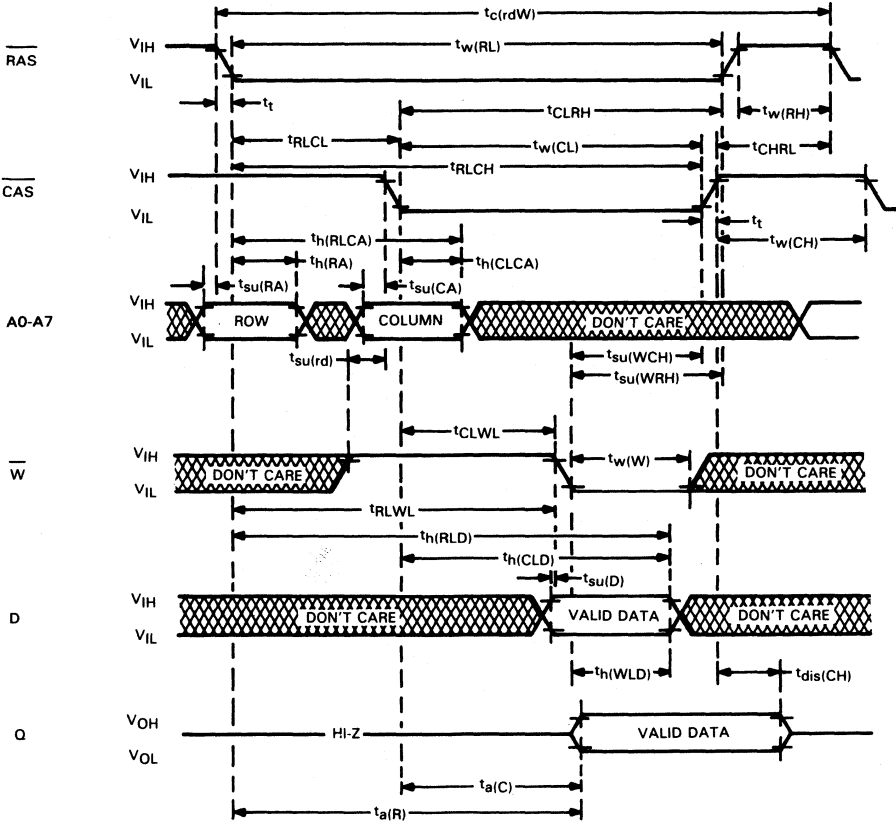 tc(rdW)
RAS
VIH
VIL
tw(RL)
tt
tCLRH
tw(RH)
tRLCL
tw(CL)
tCHRL
tRLCH
CAS
VIH
VIL
tt
tw(CH)
th(RLCA)
th(RA)
th(CLCA)
tsu(RA)
tsu(CA)
A0-A7
VIH
VIL
ROW
COLUMN
DON'T CARE
tsu(rd)
tsu(WCH)
tsu(WRH)
tCLWL
W
VIH
VIL
DON'T CARE
tw(W)
DON'T CARE
tRLWL
th(RLD)
th(CLD)
tsu(D)
D
VIH
VIL
DON'T CARE
VALID DATA
DON'T CARE
th(WLD)
tdis(CH)
Q
VOH
VOL
HI-Z
VALID DATA
ta(C)
ta(R)